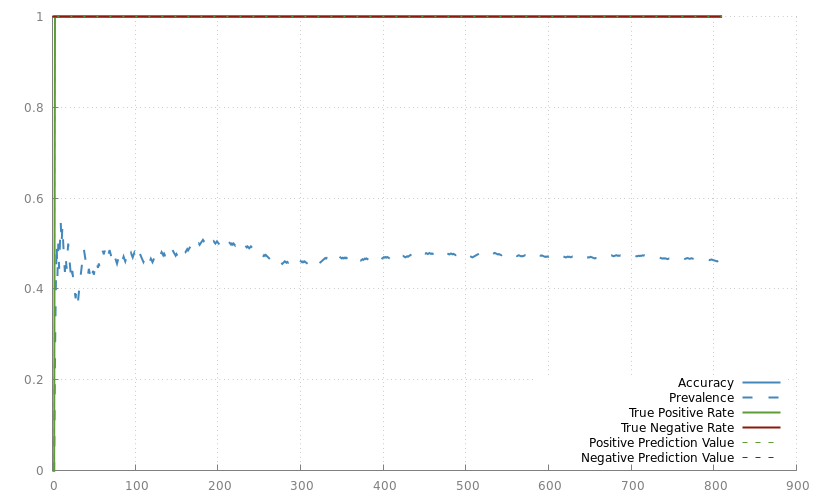 1
0.8
0.6
0.4
0.2
0
Accuracy
Prevalence
True Positive Rate
True Negative Rate
Positive Prediction Value
Negative Prediction Value
0 100 200 300 400 500 600 700 800 900